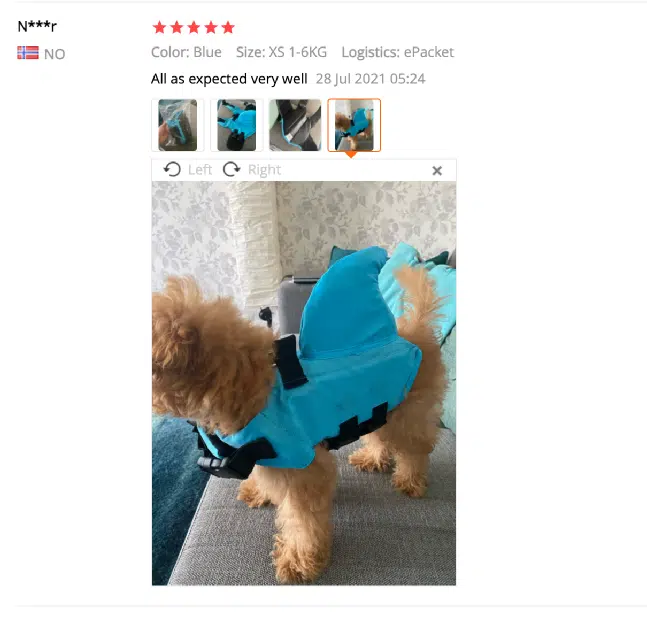 N***r
NO
Color: Blue Size: XS 1-6KG Logistics: ePacket
All as expected very well 28 Jul 2021 05:24
Left Right